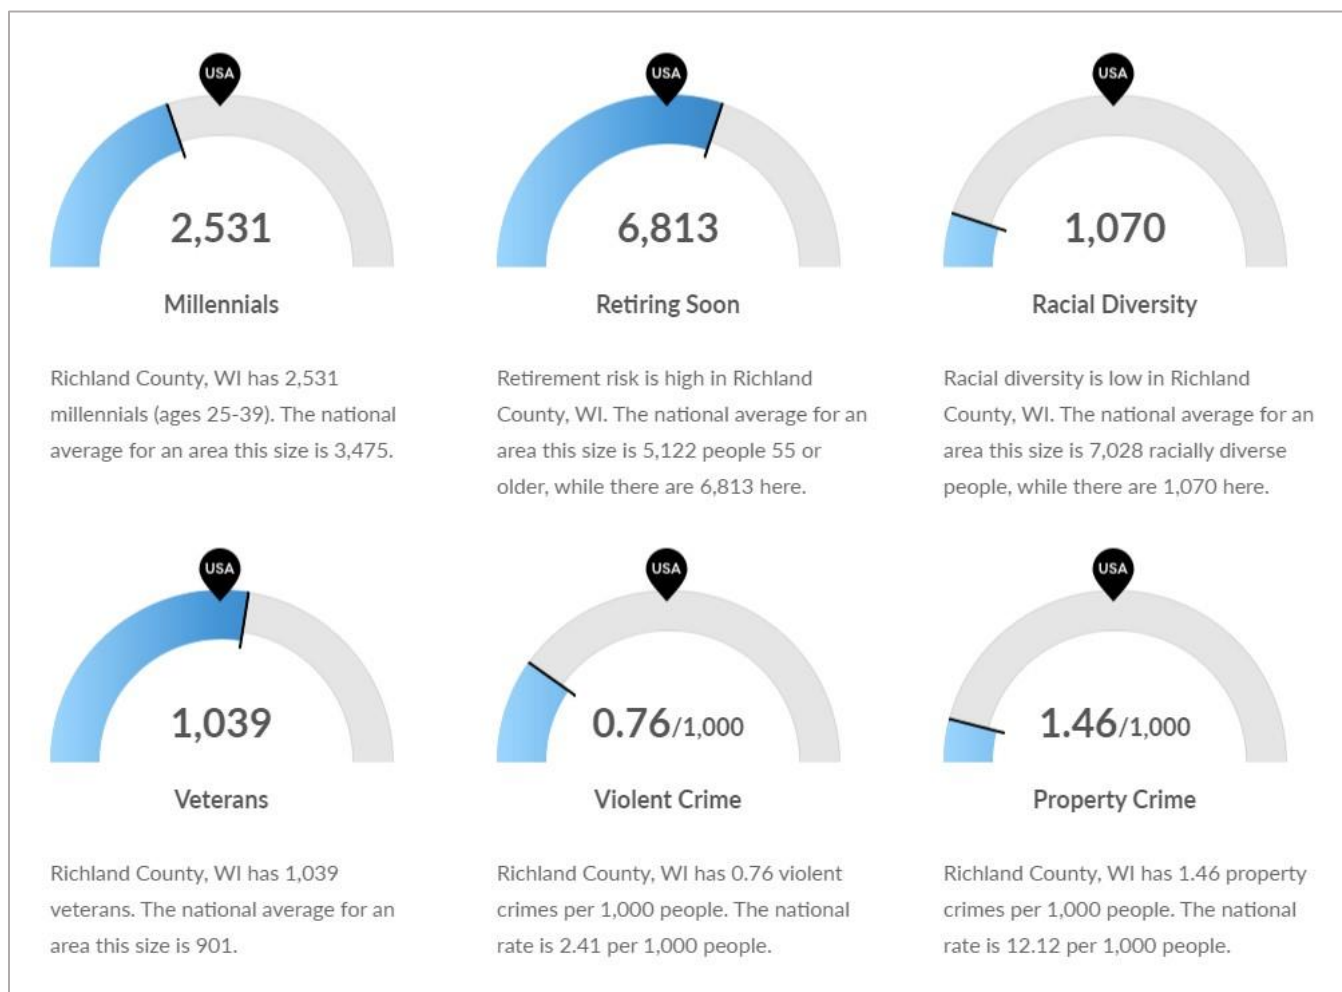 USA
2,531
Millennials
Richland County, WI has 2,531
millennials (ages 25-39). The national
average for an area this size is 3,475.
USA
6,813
Retiring Soon
Retirement risk is high in Richland
County, WI. The national average for an
area this size is 5,122 people 55 or
older, while there are 6,813 here.
USA
1,070
Racial Diversity
Racial diversity is low in Richland
County, WI. The national average for an
area this size is 7,028 racially diverse
people, while there are 1,070 here.
USA
1,039
Veterans
Richland County, WI has 1,039
veterans. The national average for an
area this size is 901.
USA
0.76/1,000
Violent Crime
Richland County, WI has 0.76 violent
crimes per 1,000 people. The national
rate is 2.41 per 1,000 people.
USA
1.46/1,000
Property Crime
Richland County, WI has 1.46 property
crimes per 1,000 people. The national
rate is 12.12 per 1,000 people.